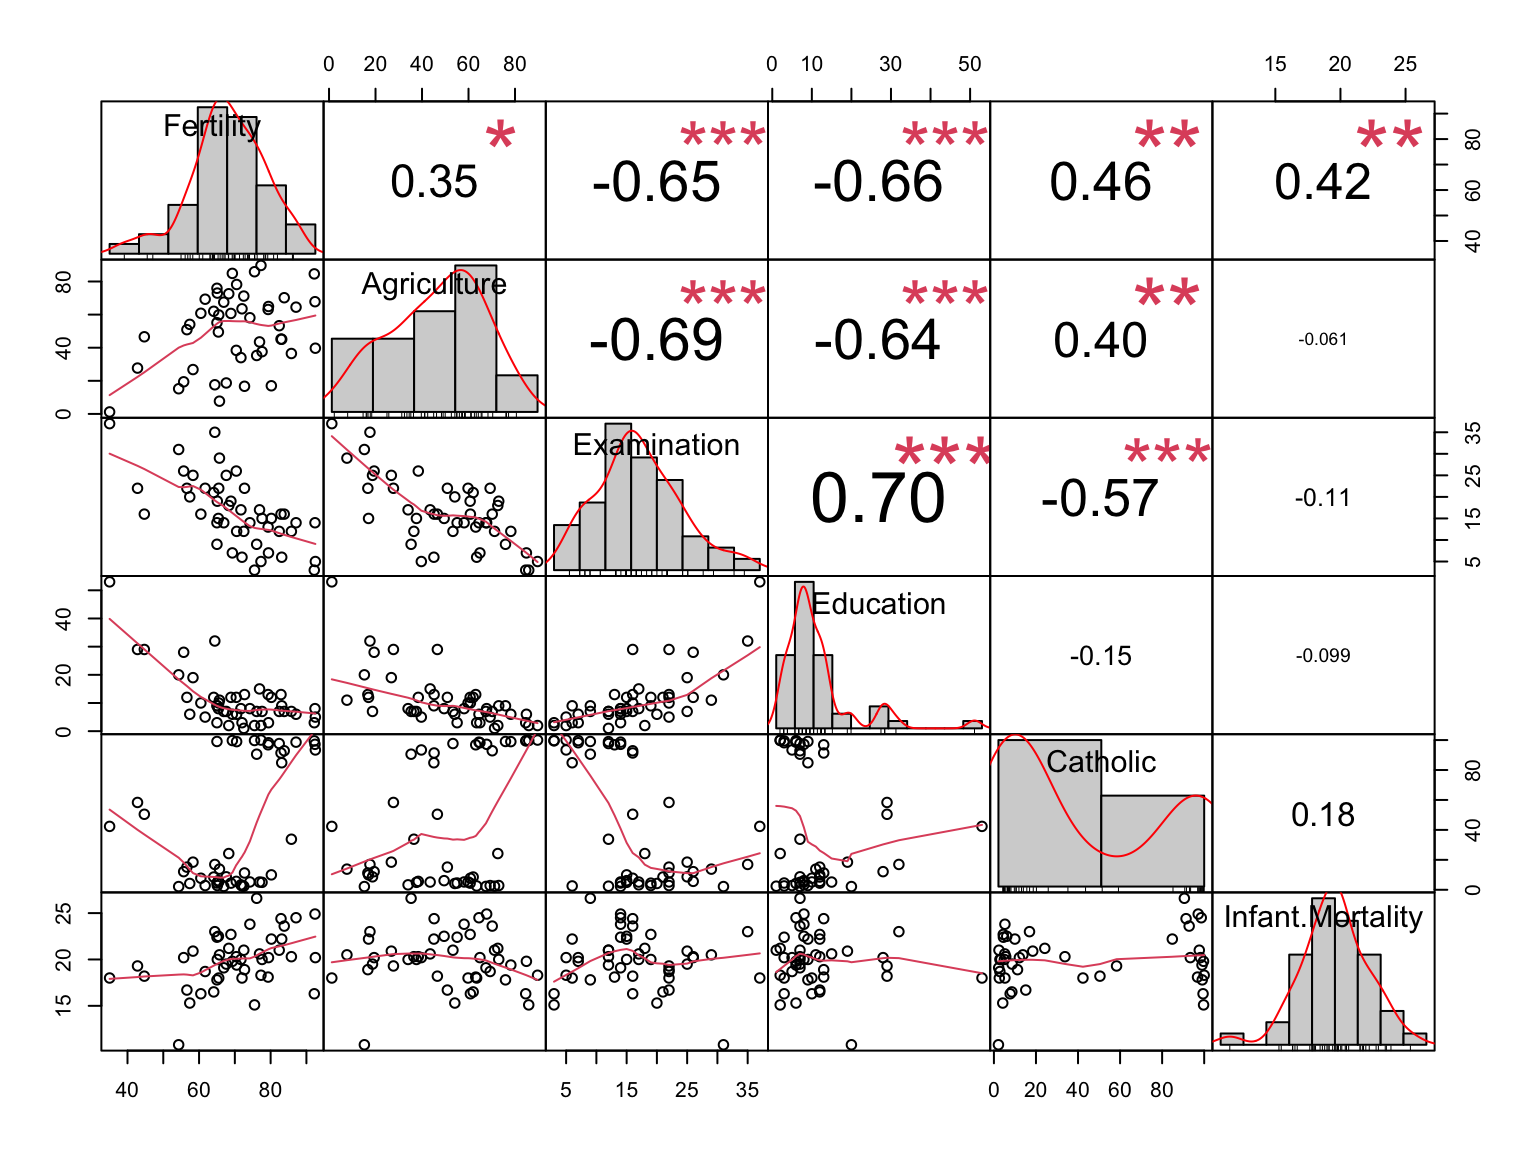 0 20 40 60 80 0 10 30 50 15 20 25
Fertility 0.35 * -0.65 *** -0.66 *** 0.46 ** 0.42 ** 40 60 80
0 40 80 Agriculture -0.69 *** -0.64 *** 0.40 ** -0.061
Examination 0.70 *** -0.57 *** -0.11 5 15 25 35
0 20 40 Education -0.15 -0.099
Catholic 0.18 0 40 80
15 20 25 Infant.Mortality
40 60 80 5 15 25 35 0 20 40 60 80